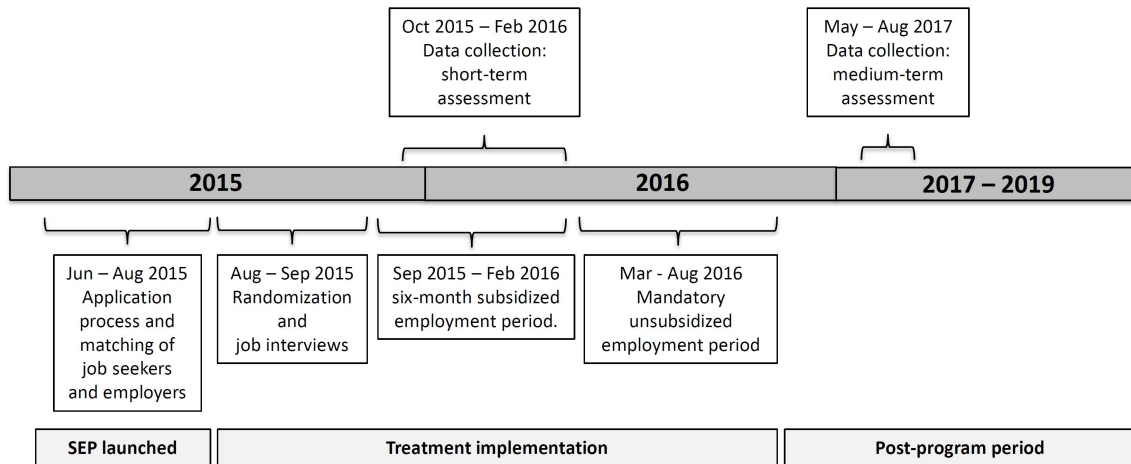 Oct 2015 – Feb 2016
Data collection:
short-term
assessment
May – Aug 2017
Data collection:
medium-term
assessment
2015
2016
2017 – 2019
Jun – Aug 2015
Application
process and
matching of
job seekers
and employers
Aug – Sep 2015
Randomization
and
job interviews
Sep 2015 – Feb 2016
six-month subsidized
employment period.
Mar - Aug 2016
Mandatory
unsubsidized
employment period
SEP launched
Treatment implementation
Post-program period